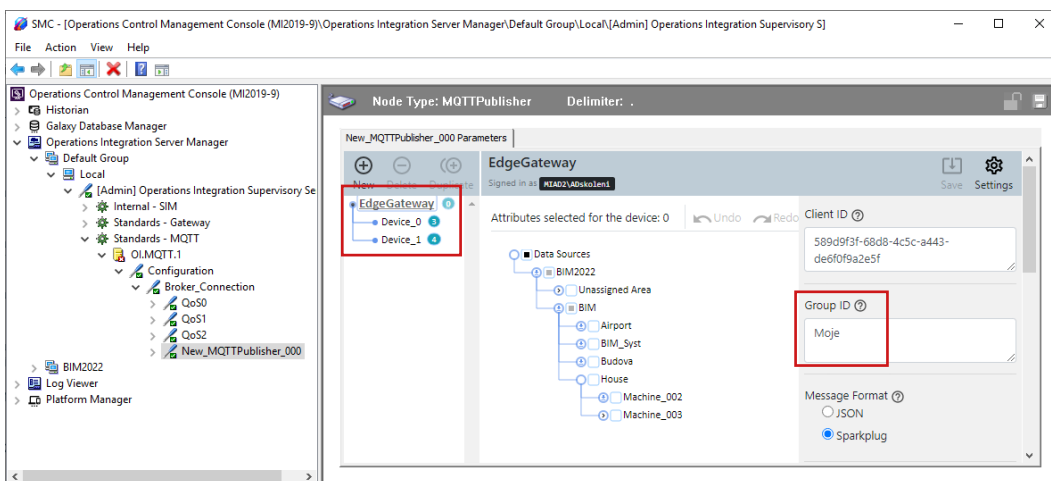 SMC - [Operations Control Management Console (MI2019-9)\Operations Integration Server Manager\Default Group\Local\[Admin] Operations Integration Supervisory S]
File Action View Help
Operations Control Management Console (MI2019-9)
Historian
Galaxy Database Manager
Operations Integration Server Manager
Default Group
Local
[Admin] Operations Integration Supervisory Se
Internal - SIM
Standards - Gateway
Standards - MQTT
OI.MQTT.1
Configuration
Broker_Connection
QoS0
QoS1
QoS2
New_MQTTPublisher_000
BIM2022
Log Viewer
Platform Manager
Node Type: MQTTPublisher Delimiter: .
New_MQTTPublisher_000 Parameters
New Delete Duplicate
EdgeGateway 0
Device_0 3
Device_1 4
EdgeGateway
Signed in as MIAD2\ADskoleni
Save Settings
Attributes selected for the device: 0 Undo Redo
Data Sources
BIM2022
Unassigned Area
BIM
Airport
BIM_Syst
Budova
House
Machine_002
Machine_003
Client ID
589d9f3f-68d8-4c5c-a443-
de6f0f9a2e5f
Group ID
Moje
Message Format
JSON
Sparkplug